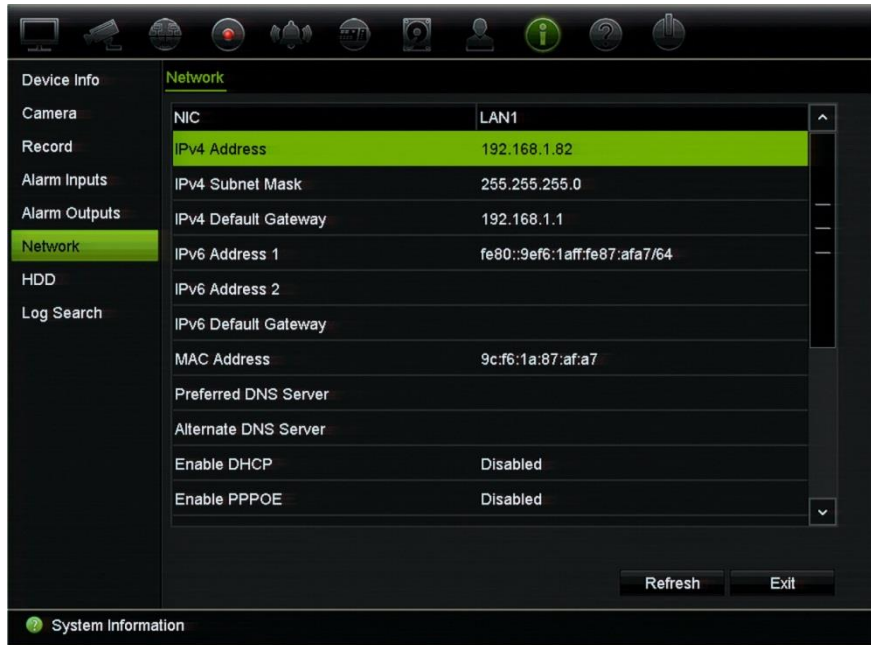 Device Info
Camera
Record
Alarm Inputs
Alarm Outputs
Network
HDD
Log Search
Network
NIC LAN1
IPv4 Address 192.168.1.82
IPv4 Subnet Mask 255.255.255.0
IPv4 Default Gateway 192.168.1.1
IPv6 Address 1 fe80::9ef6:1aff:fe87:afa7/64
IPv6 Address 2
IPv6 Default Gateway
MAC Address 9c:f6:1a:87:af:a7
Preferred DNS Server
Alternate DNS Server
Enable DHCP Disabled
Enable PPPOE Disabled
Refresh Exit
System Information